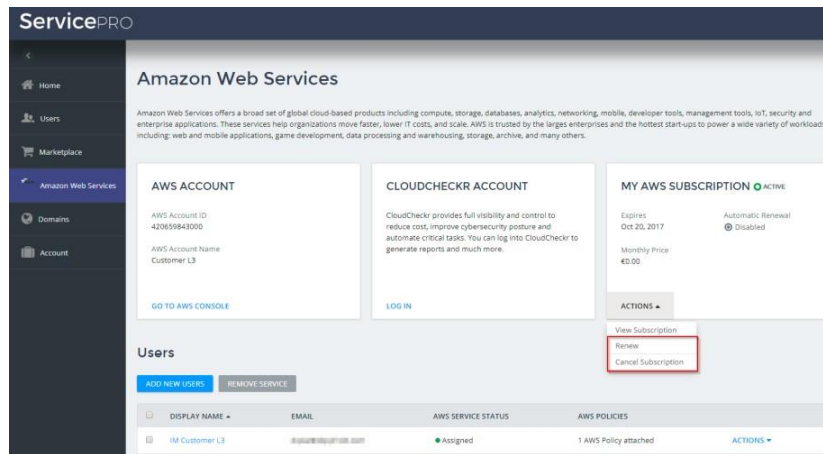 ServicePRO
Home
Users
Marketplace
Amazon Web Services
Domains
Account
Amazon Web Services
Amazon Web Services offers a broad set of global cloud-based products including compute, storage, databases, analytics, networking, mobile, developer tools, management tools, IoT, security and
enterprise applications. These services help organizations move faster, lower IT costs, and scale. AWS is trusted by the larges enterprises and the hottest start-ups to power a wide variety of workloads
including: web and mobile applications, game development, data processing and warehousing, storage, archive, and many others.
AWS ACCOUNT
AWS Account ID
420659843000
AWS Account Name
Customer L3
GO TO AWS CONSOLE
CLOUDCHECKR ACCOUNT
CloudCheckr provides full visibility and control to
reduce cost, improve cybersecurity posture and
automate critical tasks. You can log into CloudCheckr to
generate reports and much more.
LOG IN
MY AWS SUBSCRIPTION ACTIVE
Expires
Oct 20, 2017
Automatic Renewal
Disabled
Monthly Price
€0.00
ACTIONS
View Subscription
Renew
Cancel Subscription
Users
ADD NEW USERS REMOVE SERVICE
DISPLAY NAME EMAIL AWS SERVICE STATUS AWS POLICIES
IM Customer L3 Assigned 1 AWS Policy attached ACTIONS